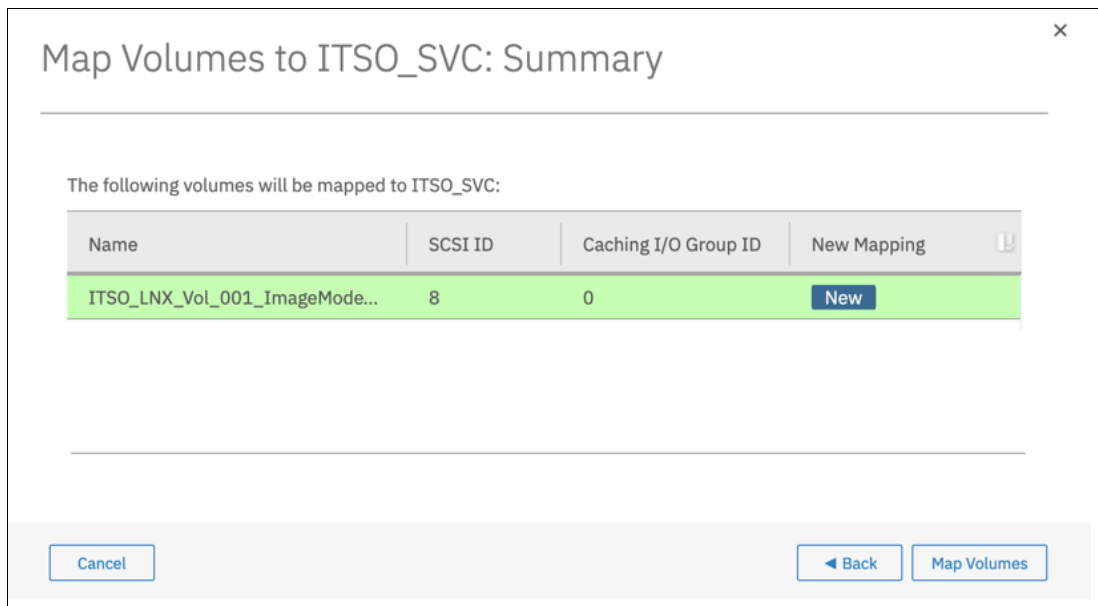 Map Volumes to ITSO_SVC: Summary
The following volumes will be mapped to ITSO_SVC:
Name SCSI ID Caching I/O Group ID New Mapping
ITSO_LNX_Vol_001_ImageMode... 8 0 New
Cancel ◄ Back Map Volumes